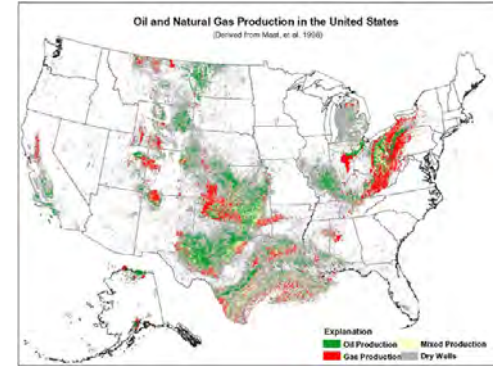 Oil and Natural Gas Production in the United States
(Derived from Mast, et al. 1998)
Explanation
Oil Production
Mixed Production
Gas Production
Dry Wells